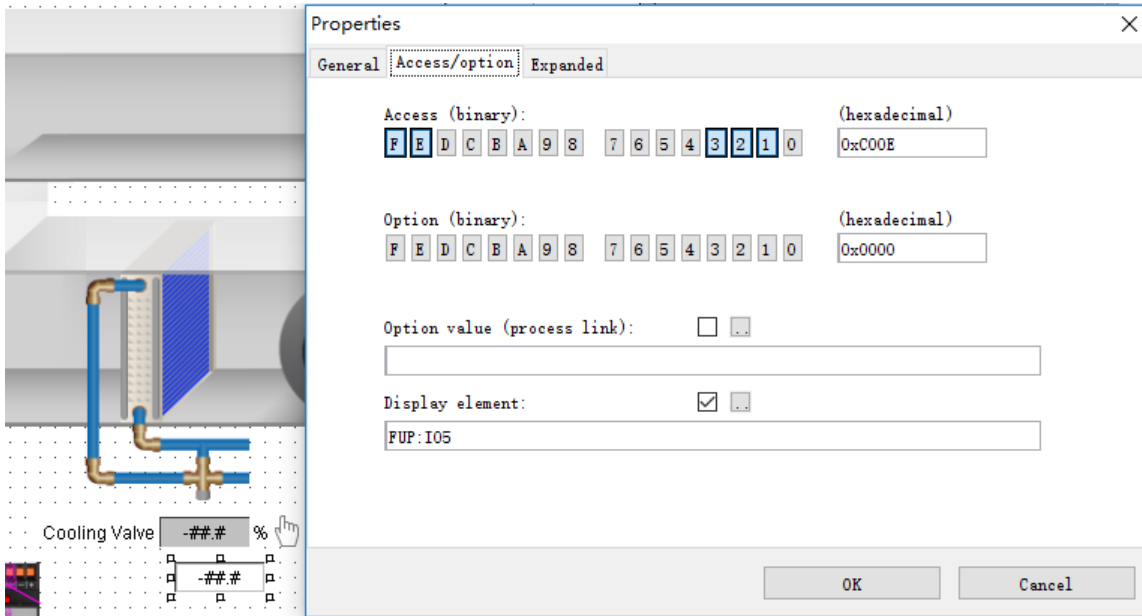 Properties
General Access/option Expanded
Access (binary): (hexadecimal)
F E D C B A 9 8 7 6 5 4 3 2 1 0 0xC00E
Option (binary): (hexadecimal)
F E D C B A 9 8 7 6 5 4 3 2 1 0 0x0000
Option value (process link): ..
Display element: ..
FUP:I05
Cooling Valve -##.# %
-##.#
OK Cancel